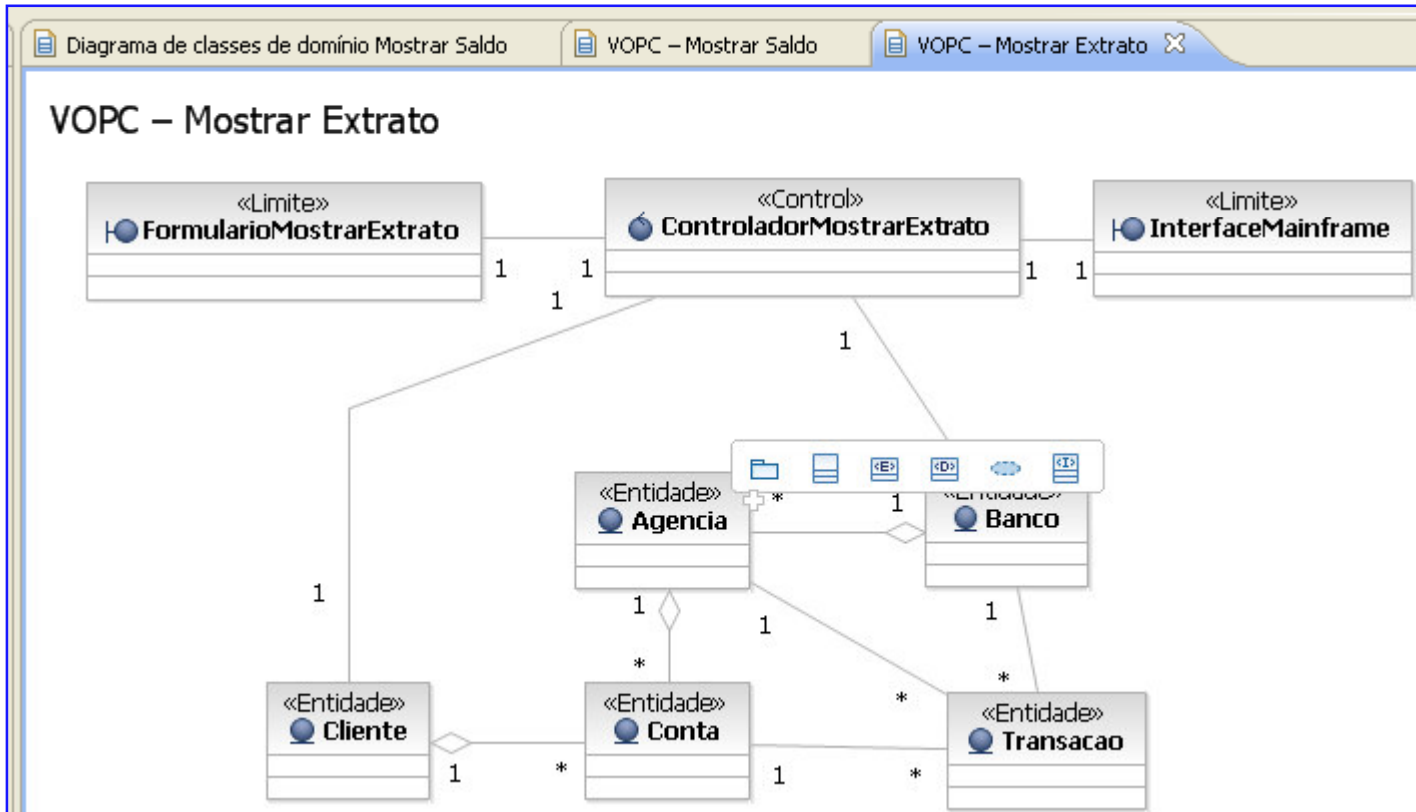 Diagrama de classes de domínio Mostrar Saldo
VOPC – Mostrar Saldo
VOPC – Mostrar Extrato
VOPC – Mostrar Extrato
«Limite»
FormularioMostrarExtrato
«Control»
ControladorMostrarExtrato
«Limite»
InterfaceMainframe
1
1
1
1
1
1
<E>
<D>
<I>
«Entidade»
Agencia
*
1
«Entidade»
Banco
1
1
1
1
*
*
*
«Entidade»
Cliente
«Entidade»
Conta
«Entidade»
Transacao
1
*
1
*